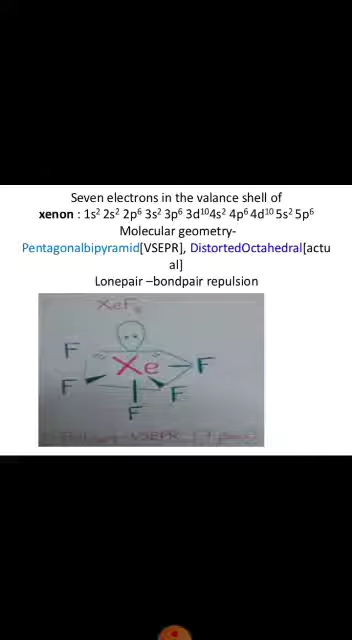 Seven electrons in the valance shell of
xenon : 1s² 2s² 2p⁶ 3s² 3p⁶ 3d¹⁰4s² 4p⁶ 4d¹⁰ 5s² 5p⁶
Molecular geometry-
Pentagonalbipyramid[VSEPR], DistortedOctahedral[actu
al]
Lonepair –bondpair repulsion
XeF₆
F
Xe
F
F
F
F
VSEPR